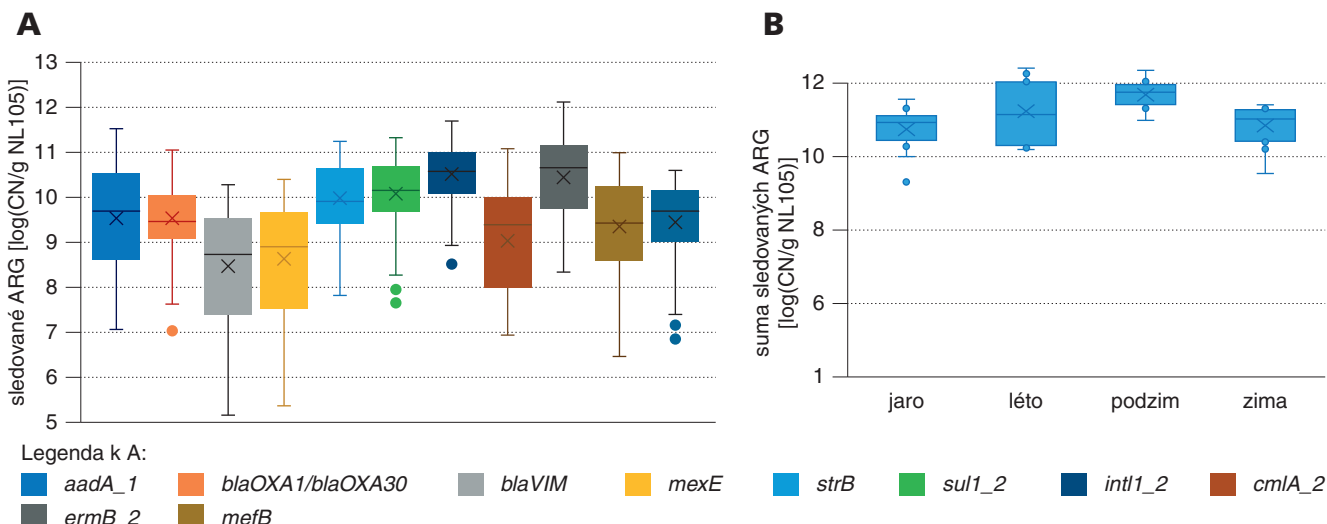 A
sledované ARG [log(CN/g NL105)]
13
12
11
10
9
8
7
6
5
B
suma sledovaných ARG
[log(CN/g NL105)]
12
10
11
6
1
jaro léto podzim zima
Legenda k A:
aadA_1 blaOXA1/blaOXA30 blaVIM mexE strB sul1_2 intI1_2 cmlA_2
ermB_2 mefB